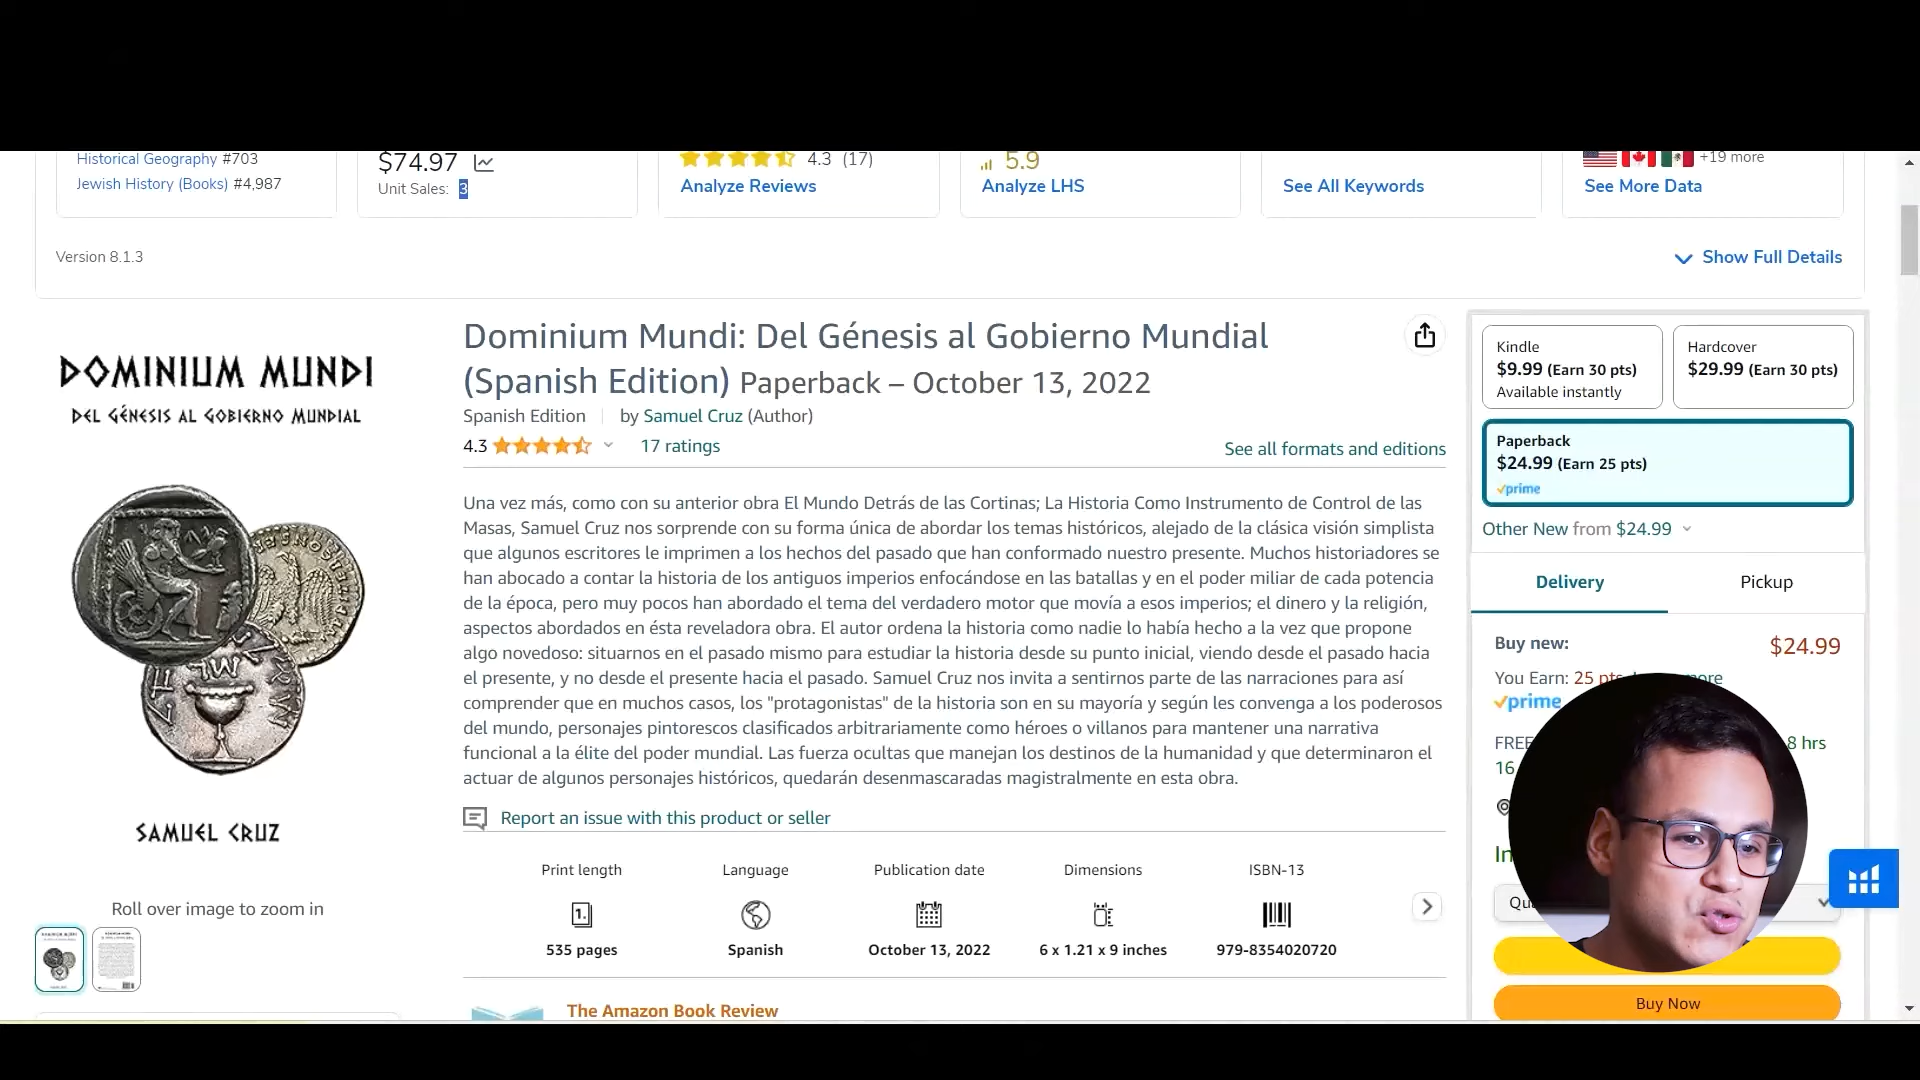 Historical Geography #703
Jewish History (Books) #4,987
$74.97
Unit Sales: 3
4.3 (17)
Analyze Reviews
5.9
Analyze LHS
See All Keywords
+19 more
See More Data
Version 8.1.3
Show Full Details
DOMINIUM MUNDI
DEL GÉNESIS AL GOBIERNO MUNDIAL
SAMUEL CRUZ
Roll over image to zoom in
Dominium Mundi: Del Génesis al Gobierno Mundial
(Spanish Edition) Paperback – October 13, 2022
Spanish Edition | by Samuel Cruz (Author)
4.3 17 ratings
See all formats and editions
Una vez más, como con su anterior obra El Mundo Detrás de las Cortinas; La Historia Como Instrumento de Control de las
Masas, Samuel Cruz nos sorprende con su forma única de abordar los temas históricos, alejado de la clásica visión simplista
que algunos escritores le imprimen a los hechos del pasado que han conformado nuestro presente. Muchos historiadores se
han abocado a contar la historia de los antiguos imperios enfocándose en las batallas y en el poder miliar de cada potencia
de la época, pero muy pocos han abordado el tema del verdadero motor que movía a esos imperios; el dinero y la religión,
aspectos abordados en ésta reveladora obra. El autor ordena la historia como nadie lo había hecho a la vez que propone
algo novedoso: situarnos en el pasado mismo para estudiar la historia desde su punto inicial, viendo desde el pasado hacia
el presente, y no desde el presente hacia el pasado. Samuel Cruz nos invita a sentirnos parte de las narraciones para así
comprender que en muchos casos, los "protagonistas" de la historia son en su mayoría y según les convenga a los poderosos
del mundo, personajes pintorescos clasificados arbitrariamente como héroes o villanos para mantener una narrativa
funcional a la élite del poder mundial. Las fuerza ocultas que manejan los destinos de la humanidad y que determinaron el
actuar de algunos personajes históricos, quedarán desenmascaradas magistralmente en esta obra.
Report an issue with this product or seller
Print length
1.
535 pages
Language
Spanish
Publication date
October 13, 2022
Dimensions
6 x 1.21 x 9 inches
ISBN-13
979-8354020720
The Amazon Book Review
Kindle
$9.99 (Earn 30 pts)
Available instantly
Hardcover
$29.99 (Earn 30 pts)
Paperback
$24.99 (Earn 25 pts)
prime
Other New from $24.99
Delivery
Pickup
Buy new:
$24.99
You Earn: 25 pts
prime
FREE
8 hrs
16
Buy Now